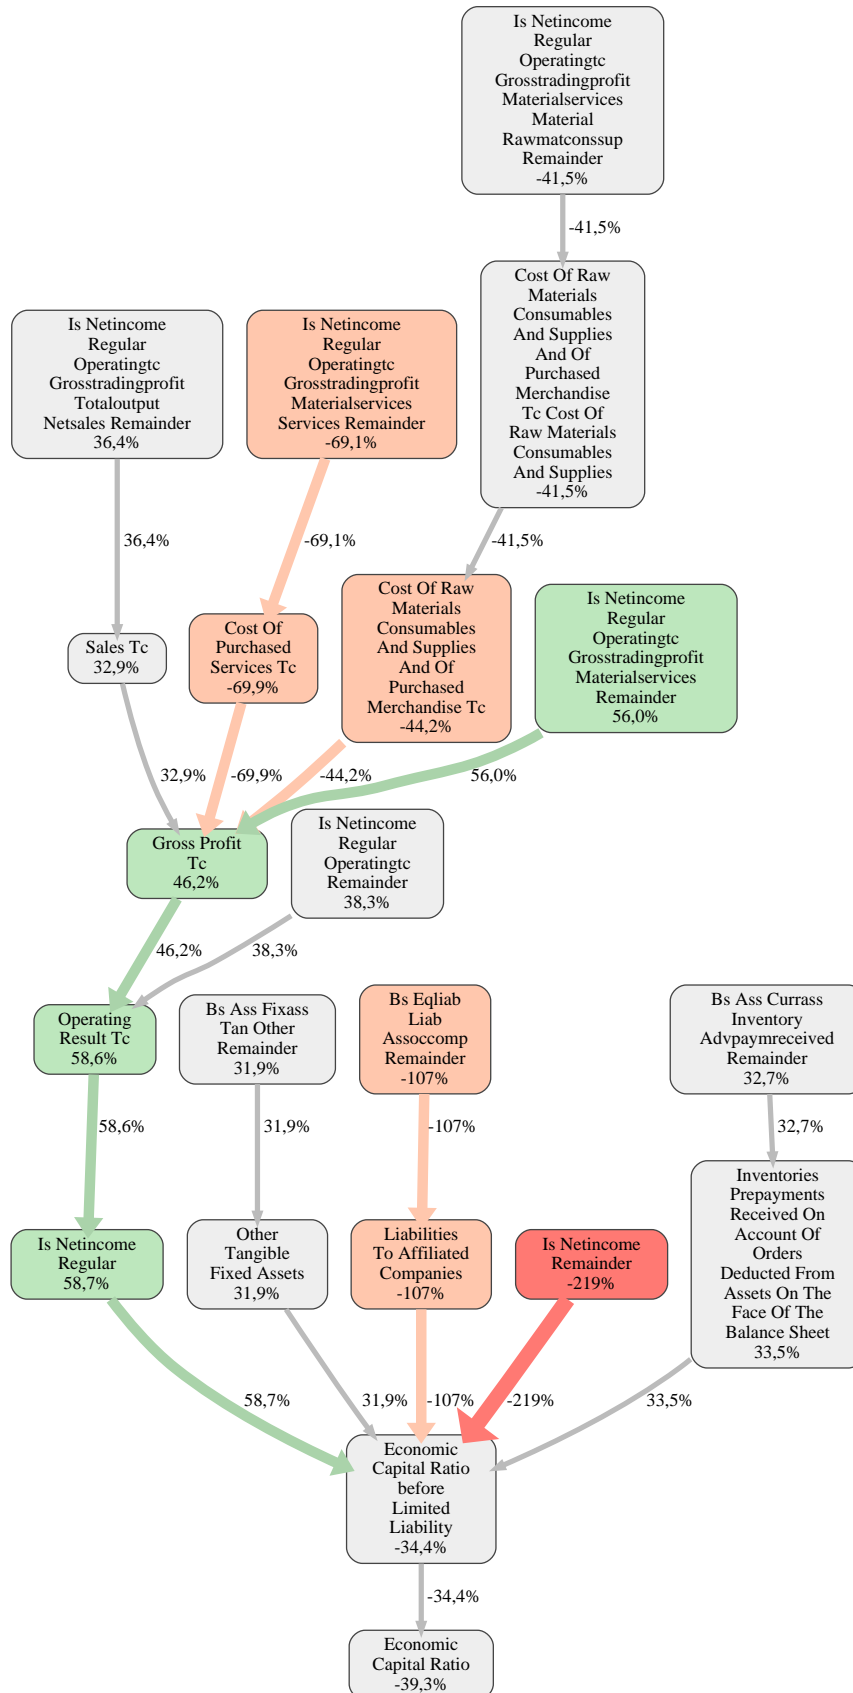 Is Netincome
Regular
Operatingtc
Grosstradingprofit
Materialservices
Material
Rawmatconssup
Remainder
-41,5%
-41,5%
Cost Of Raw
Materials
Consumables
And Supplies
And Of
Purchased
Merchandise
Tc Cost Of
Raw Materials
Consumables
And Supplies
-41,5%
Is Netincome
Regular
Operatingtc
Grosstradingprofit
Totaloutput
Netsales Remainder
36,4%
Is Netincome
Regular
Operatingtc
Grosstradingprofit
Materialservices
Services Remainder
-69,1%
36,4%
-69,1%
-41,5%
Sales Tc
32,9%
Cost Of
Purchased
Services Tc
-69,9%
Cost Of Raw
Materials
Consumables
And Supplies
And Of
Purchased
Merchandise Tc
-44,2%
Is Netincome
Regular
Operatingtc
Grosstradingprofit
Materialservices
Remainder
56,0%
32,9%
-69,9%
-44,2%
56,0%
Gross Profit
Tc
46,2%
Is Netincome
Regular
Operatingtc
Remainder
38,3%
46,2%
38,3%
Operating
Result Tc
58,6%
Bs Ass Fixass
Tan Other
Remainder
31,9%
Bs Eqliab
Liab
Assoccomp
Remainder
-107%
Bs Ass Currass
Inventory
Advpaymreceived
Remainder
32,7%
58,6%
31,9%
-107%
32,7%
Is Netincome
Regular
58,7%
Other
Tangible
Fixed Assets
31,9%
Liabilities
To Affiliated
Companies
-107%
Is Netincome
Remainder
-219%
Inventories
Prepayments
Received On
Account Of
Orders
Deducted From
Assets On The
Face Of The
Balance Sheet
33,5%
58,7%
31,9%
-107%
-219%
33,5%
Economic
Capital Ratio
before
Limited
Liability
-34,4%
-34,4%
Economic
Capital Ratio
-39,3%